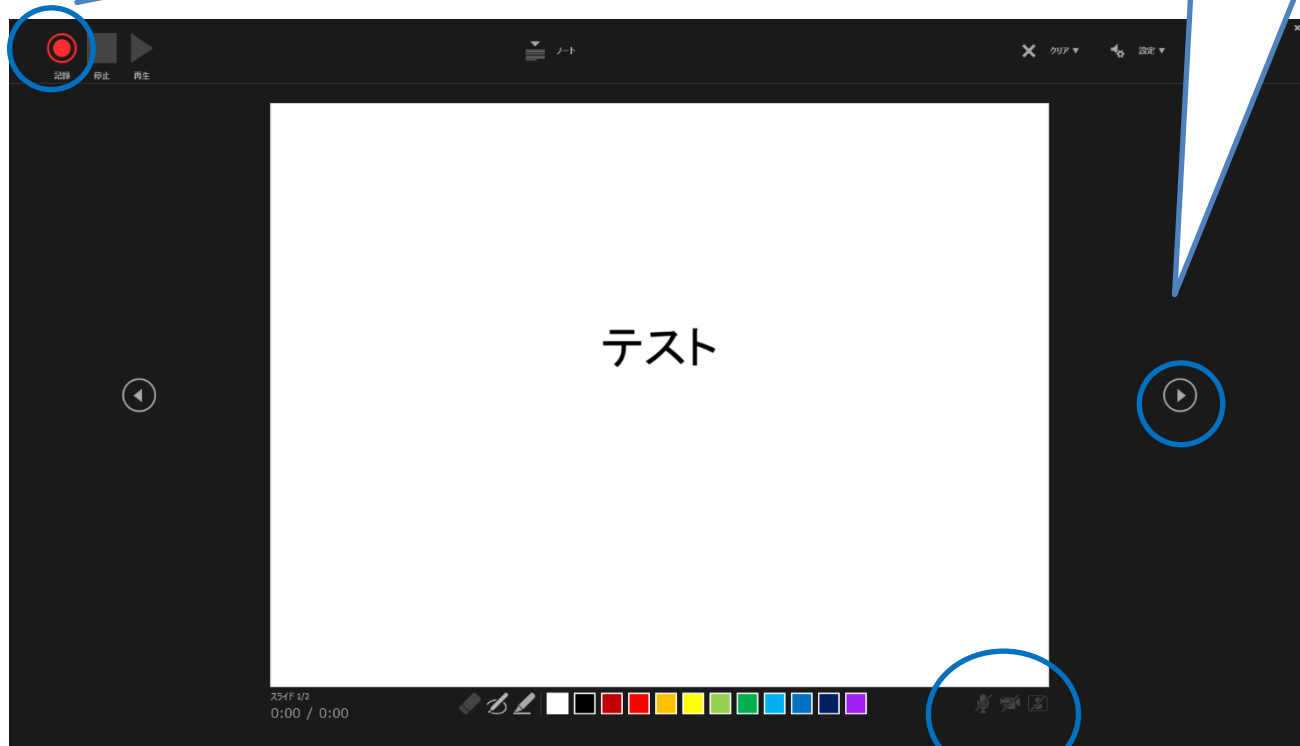 記録 停止 再生
ノート
クリア ▼ 設定 ▼
テスト
スライド 1/2
0:00 / 0:00